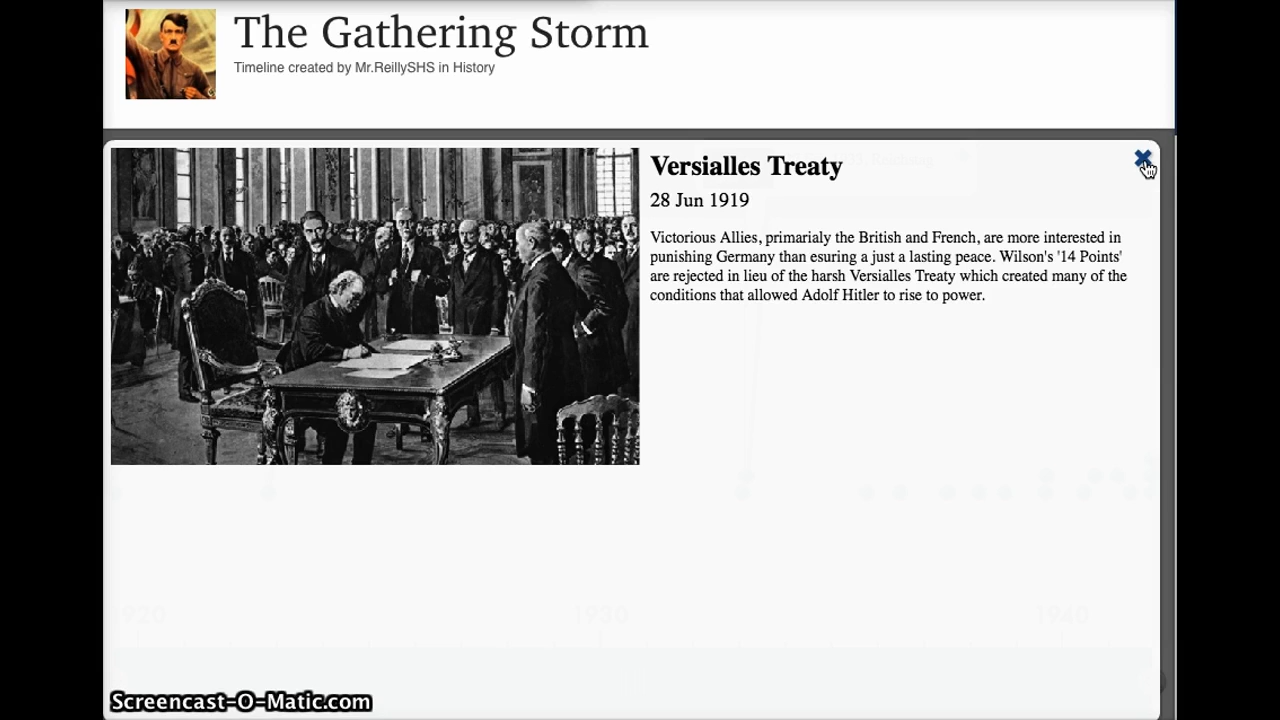 The Gathering Storm
Timeline created by Mr.ReillySHS in History
Versialles Treaty
28 Jun 1919
Victorious Allies, primarialy the British and French, are more interested in
punishing Germany than esuring a just a lasting peace. Wilson's '14 Points'
are rejected in lieu of the harsh Versialles Treaty which created many of the
conditions that allowed Adolf Hitler to rise to power.
1920 1930 1940
Screencast-O-Matic.com